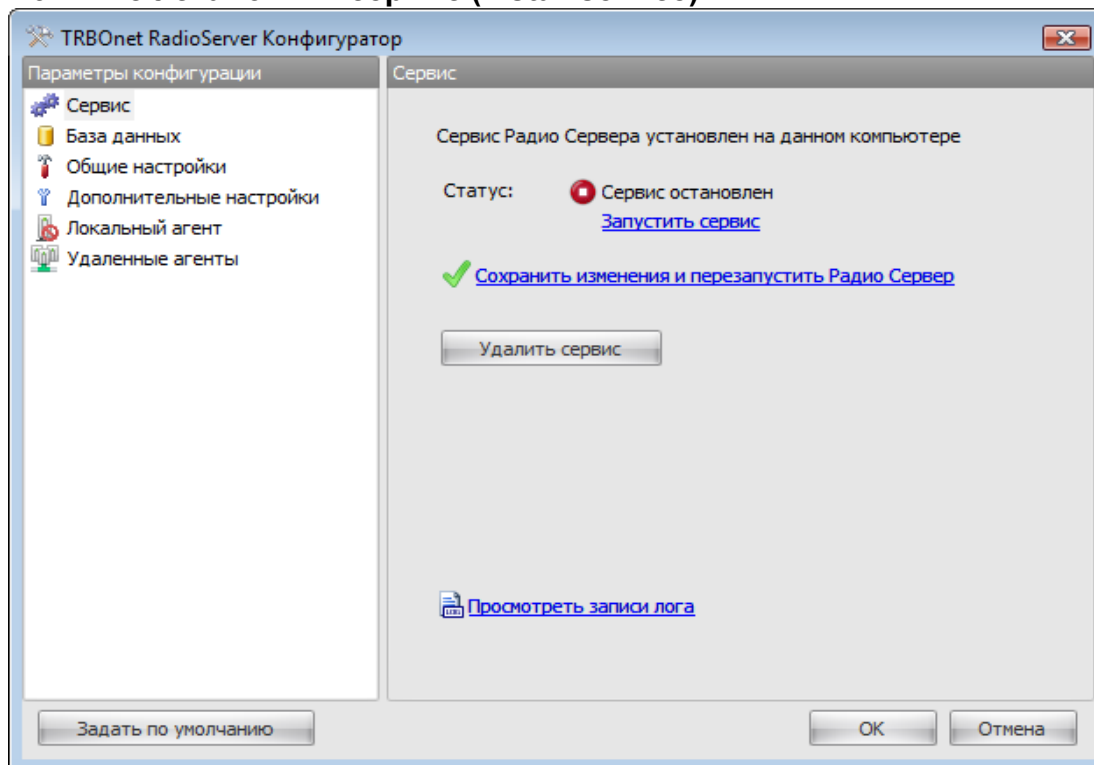 TRBOnet RadioServer Конфигуратор
Параметры конфигурации
Сервис
Сервис
База данных
Общие настройки
Дополнительные настройки
Локальный агент
Удаленные агенты
Сервис Радио Сервера установлен на данном компьютере
Статус:
Сервис остановлен
Запустить сервис
Сохранить изменения и перезапустить Радио Сервер
Удалить сервис
Просмотреть записи лога
Задать по умолчанию
OK
Отмена